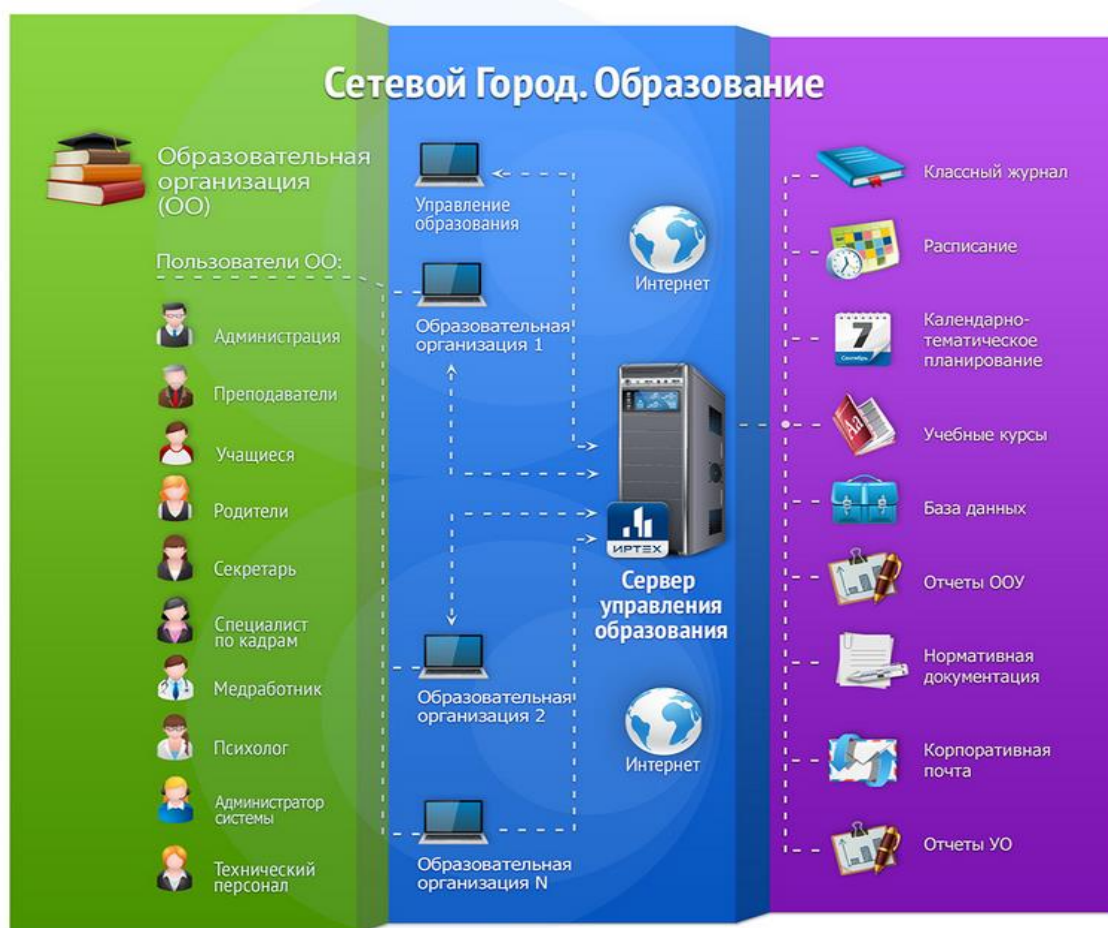 Сетевой Город. Образование
Образовательная
организация
(ОО)
Пользователи ОО:
Администрация
Преподаватели
Учащиеся
Родители
Секретарь
Специалист
по кадрам
Медработник
Психолог
Администратор
системы
Технический
персонал
Управление
образования
Образовательная
организация 1
Образовательная
организация 2
Образовательная
организация N
Интернет
ИРТЕХ
Сервер
управления
образования
Интернет
Классный журнал
Расписание
7
Сентябрь
Календарно-
тематическое
планирование
Aa
Учебные курсы
База данных
Отчеты ООУ
Нормативная
документация
Корпоративная
почта
Отчеты УО